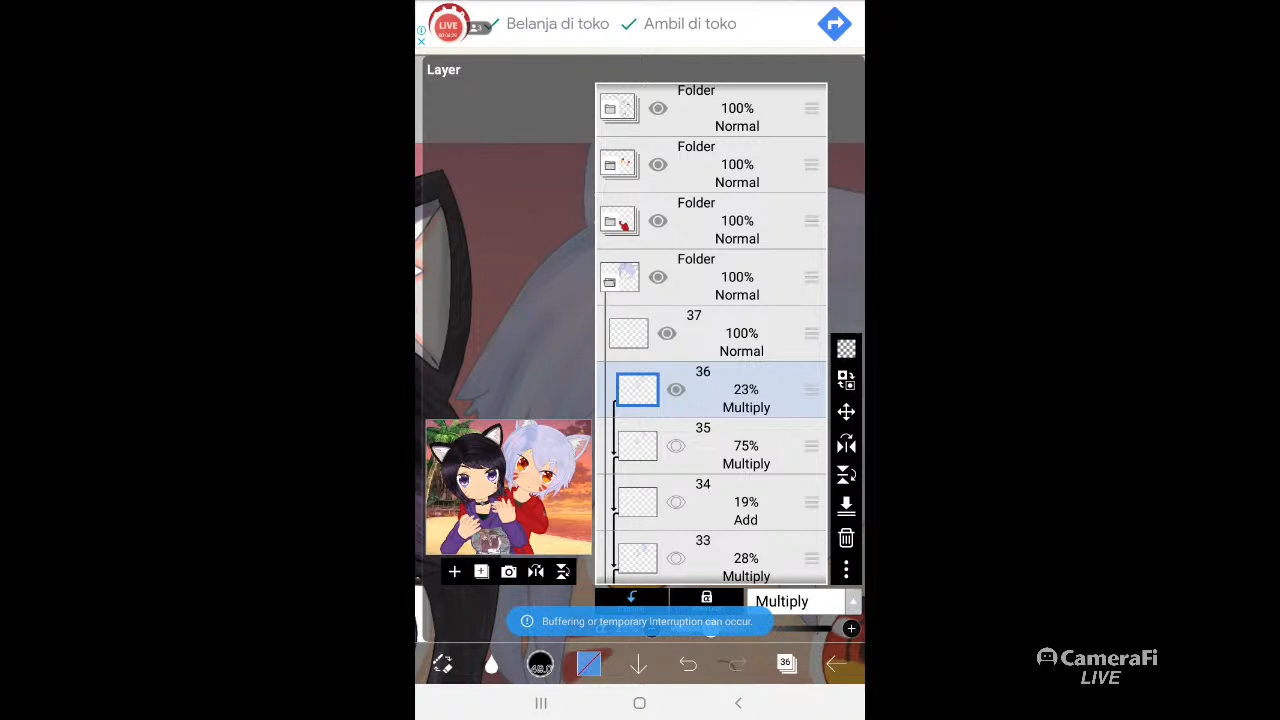 LIVE
3
Belanja di toko
Ambil di toko
Layer
Folder
100%
Normal
Folder
100%
Normal
Folder
100%
Normal
Folder
100%
Normal
37
100%
Normal
36
23%
Multiply
35
75%
Multiply
34
19%
Add
33
28%
Multiply
Multiply
Buffering or temporary interruption can occur.
36
CameraFi
LIVE